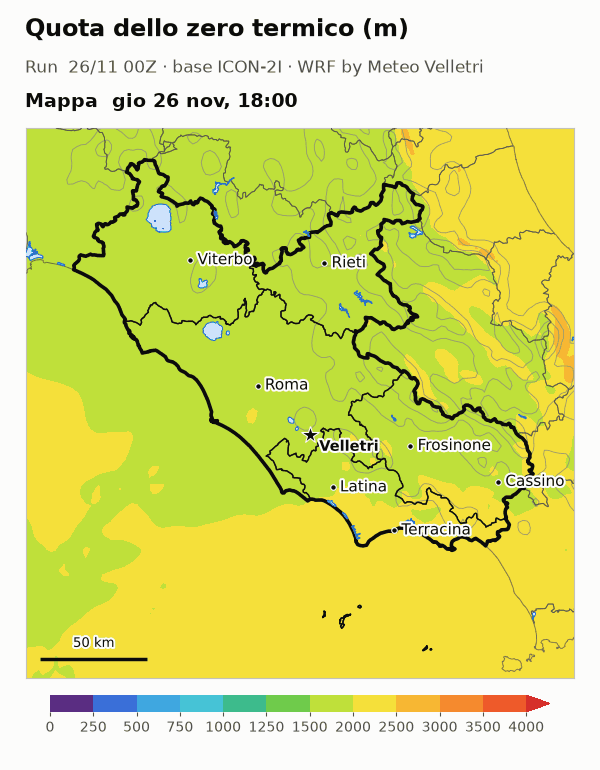 Quota dello zero termico (m)
Run  26/11 00Z · base ICON-2I · WRF by Meteo Velletri
Mappa  gio 26 nov, 18:00
Viterbo
Rieti
Roma
Velletri
Frosinone
Cassino
Latina
Terracina
50 km
0 250 500 750 1000 1250 1500 2000 2500 3000 3500 4000